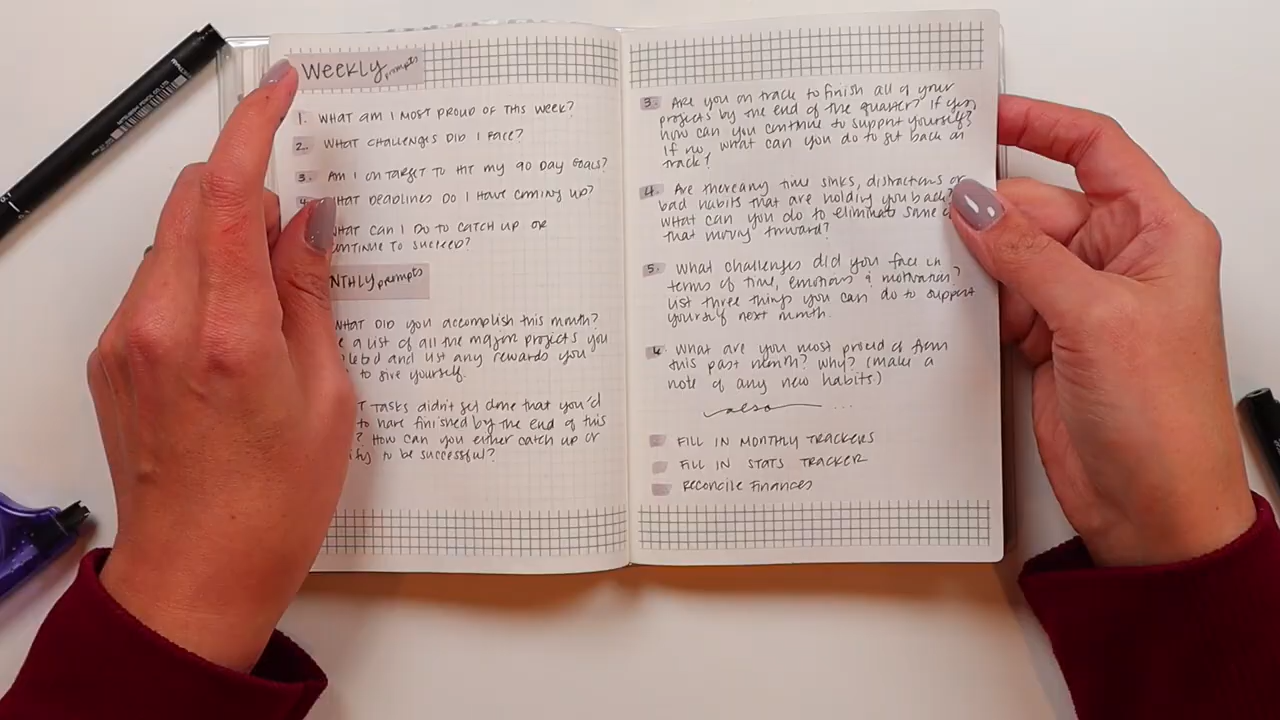 WEEKLY prompts
1. WHAT AM I MOST PROUD OF THIS WEEK?
2. WHAT CHALLENGES DID I FACE?
3. AM I ON TARGET TO HIT MY 90 DAY GOALS?
4. WHAT DEADLINES DO I HAVE COMING UP?
WHAT CAN I DO TO CATCH UP OR
CONTINUE TO SUCCEED?
NTHLY prompts
WHAT DID YOU ACCOMPLISH THIS MONTH?
A LIST OF ALL THE MAJOR PROJECTS YOU
AND LIST ANY REWARDS YOU
TO GIVE YOURSELF.
T TASKS DIDN'T GET DONE THAT YOU'D
TO HAVE FINISHED BY THE END OF THIS
? HOW CAN YOU EITHER CATCH UP OR
TO BE SUCCESSFUL?
3. ARE YOU ON TRACK TO FINISH ALL OF YOUR
PROJECTS BY THE END OF THE QUARTER? IF YES,
HOW CAN YOU CONTINUE TO SUPPORT YOURSELF?
IF NO, WHAT CAN YOU DO TO GET BACK ON
TRACK?
4. ARE THERE ANY TIME SINKS, DISTRACTIONS OR
BAD HABITS THAT ARE HOLDING YOU BACK?
WHAT CAN YOU DO TO ELIMINATE SOME O
THAT MOVING FORWARD?
5. WHAT CHALLENGES DID YOU FACE IN
TERMS OF TIME, EMOTIONS & MOTIVATION?
LIST THREE THINGS YOU CAN DO TO SUPPORT
YOURSELF NEXT MONTH.
6. WHAT ARE YOU MOST PROUD OF FROM
THIS PAST MONTH? WHY? (MAKE A
NOTE OF ANY NEW HABITS.)
also ...
FILL IN MONTHLY TRACKERS
FILL IN STATS TRACKER
RECONCILE FINANCES